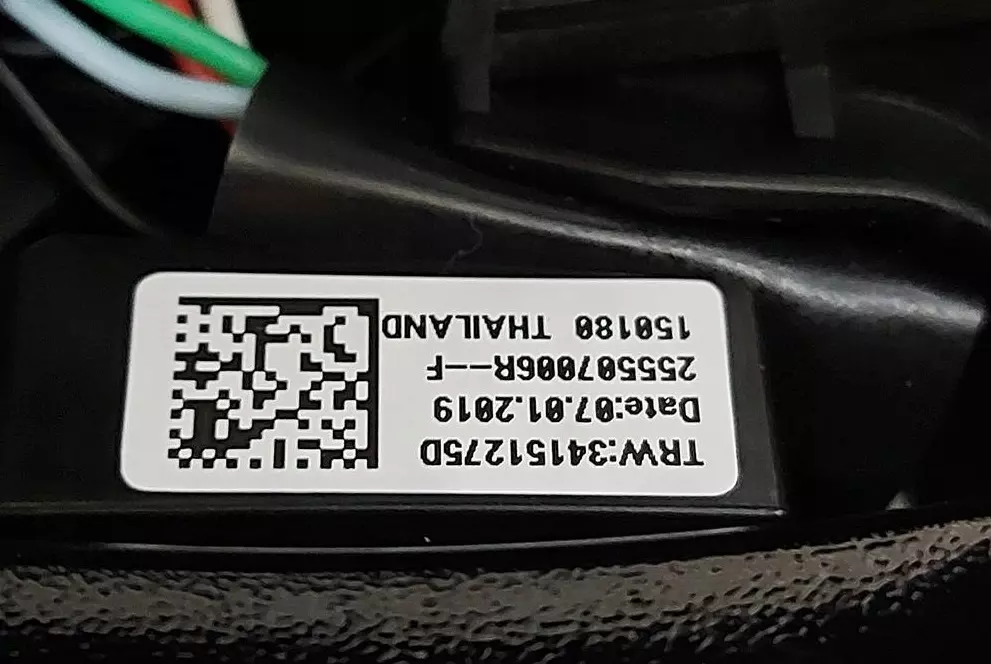 TRW:34151275D
Date:07.01.2019
255507006R--F
150180 THAILAND